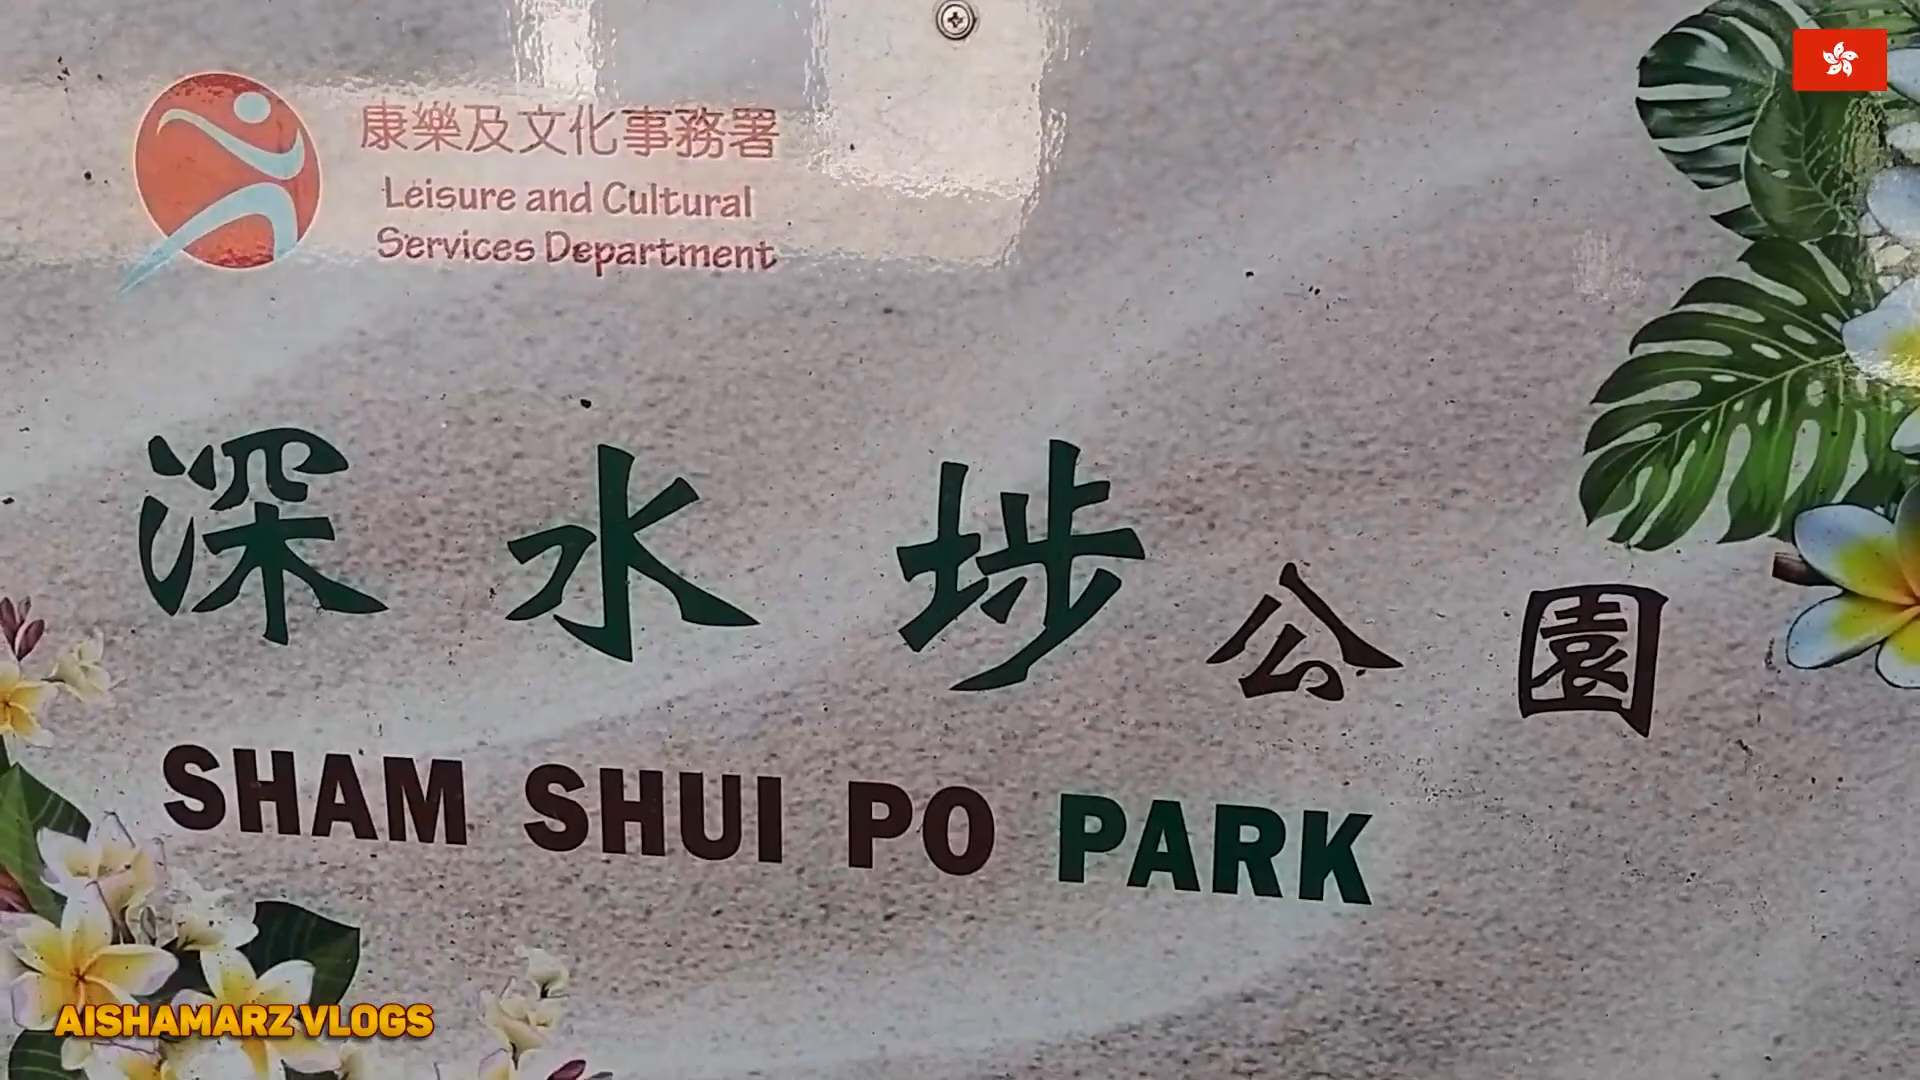 康樂及文化事務署
Leisure and Cultural
Services Department
深水埗公園
SHAM SHUI PO PARK
AISHAMARZ VLOGS